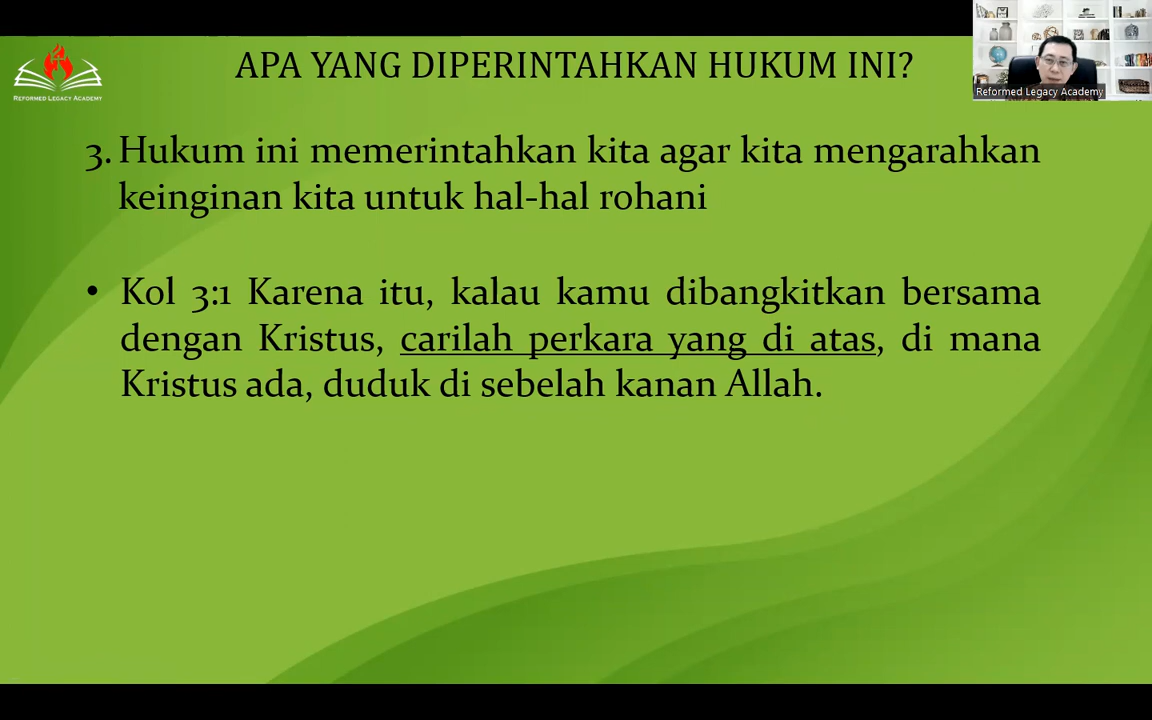 APA YANG DIPERINTAHKAN HUKUM INI?
REFORMED LEGACY ACADEMY
Reformed Legacy Academy
3. Hukum ini memerintahkan kita agar kita mengarahkan
keinginan kita untuk hal-hal rohani
• Kol 3:1 Karena itu, kalau kamu dibangkitkan bersama
dengan Kristus, carilah perkara yang di atas, di mana
Kristus ada, duduk di sebelah kanan Allah.